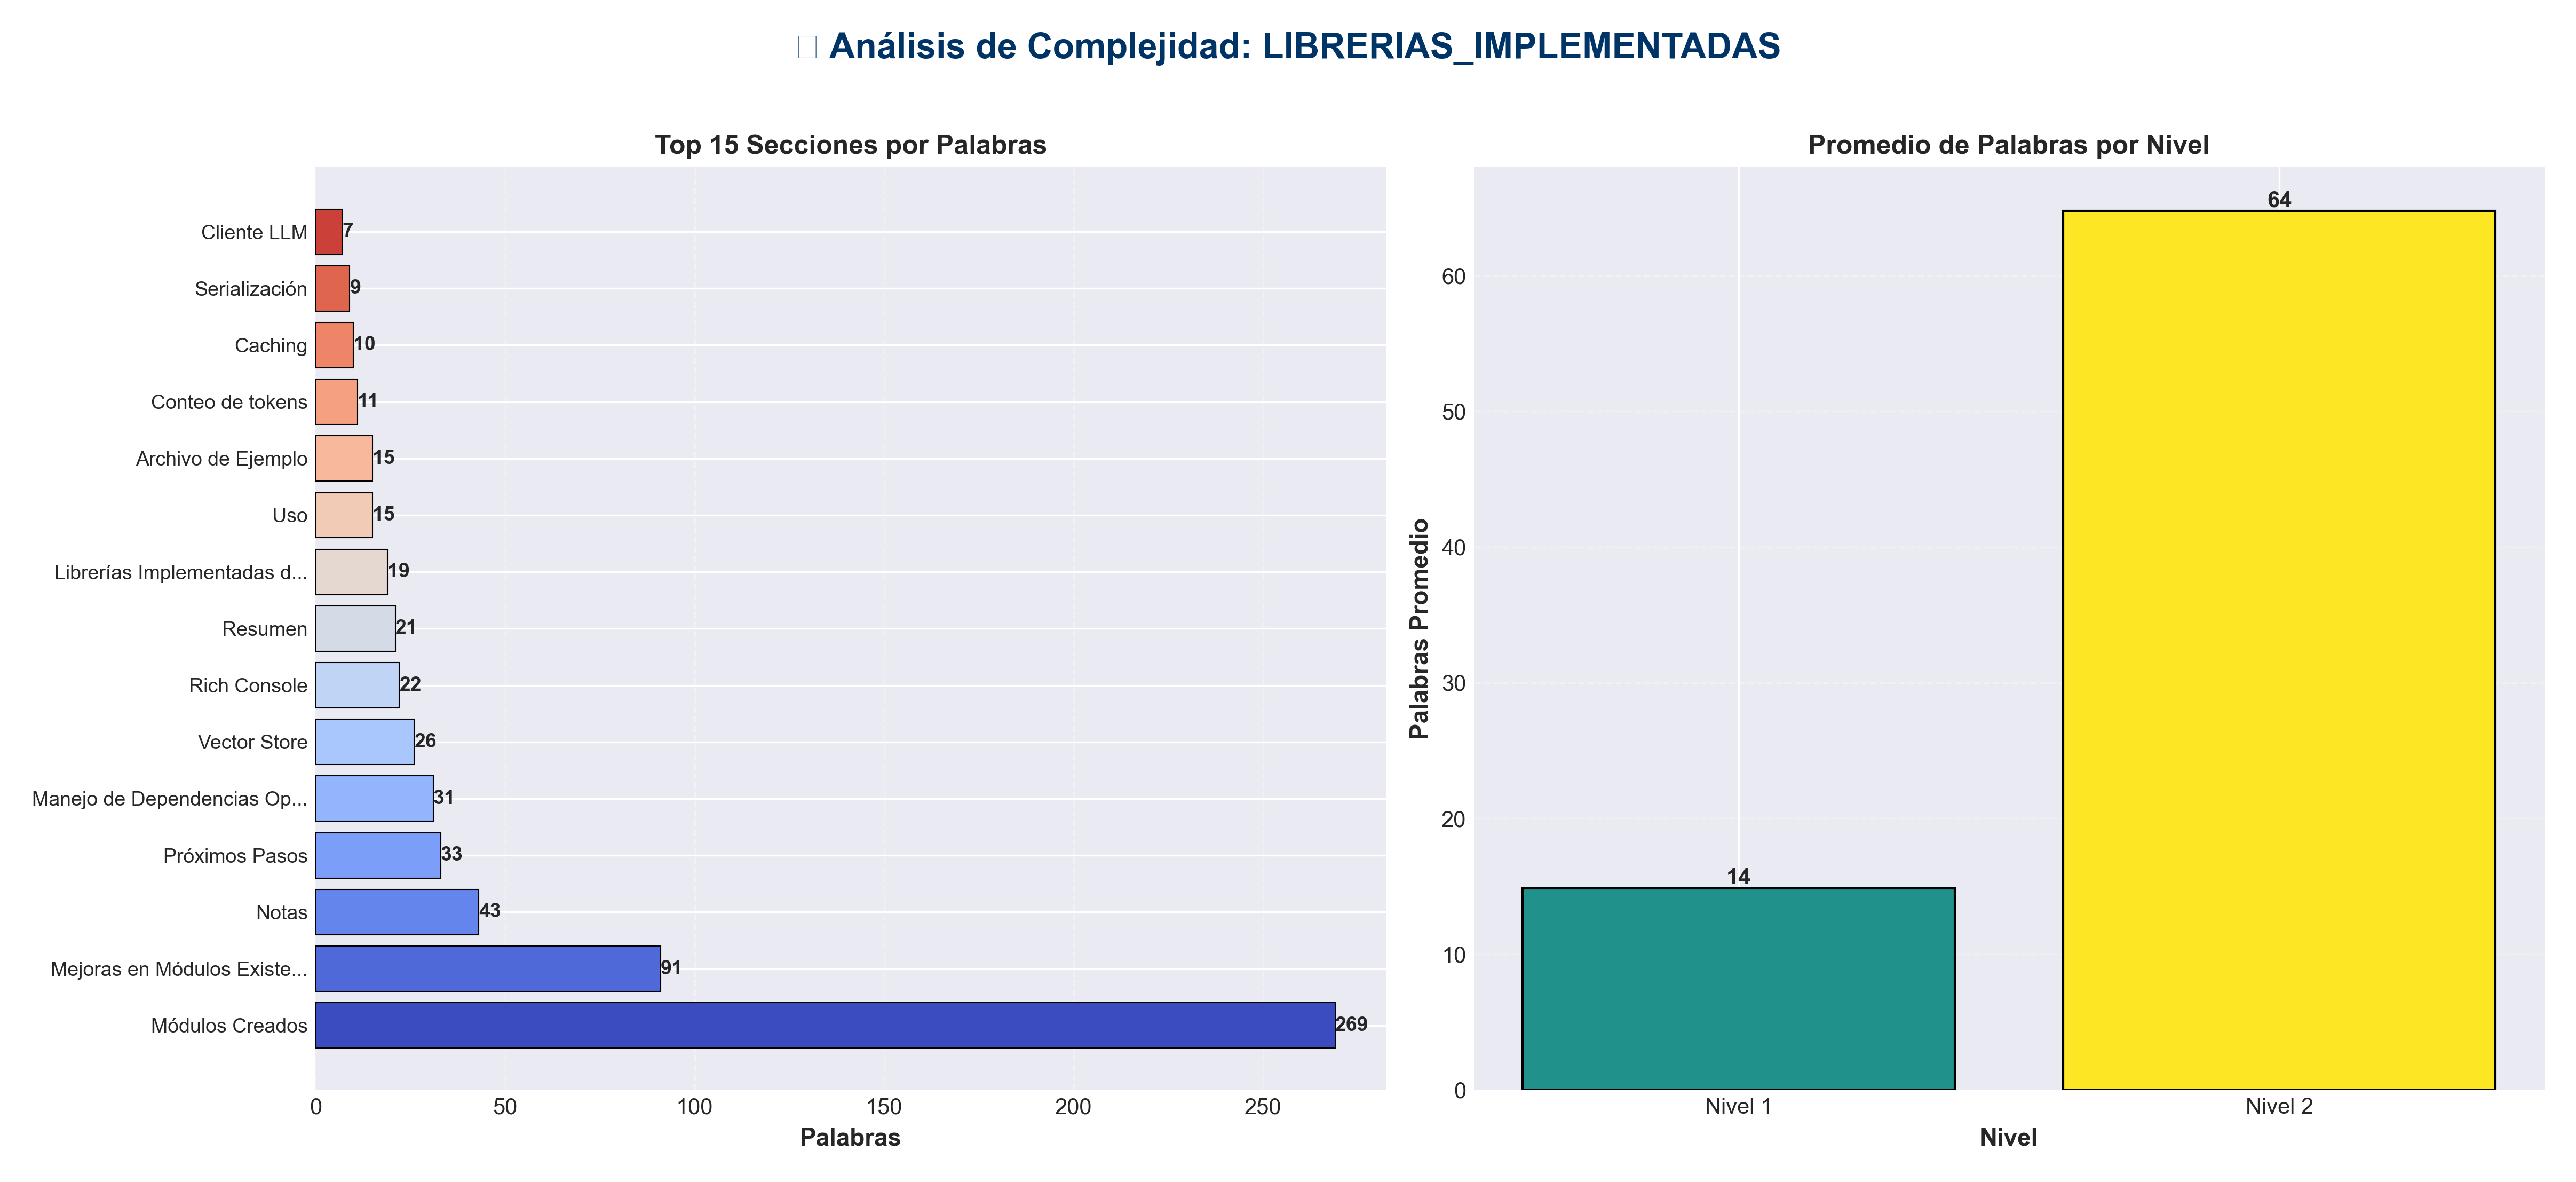 Análisis de Complejidad: LIBRERIAS_IMPLEMENTADAS
Top 15 Secciones por Palabras
Cliente LLM 7
Serialización 9
Caching 10
Conteo de tokens 11
Archivo de Ejemplo 15
Uso 15
Librerías Implementadas d... 19
Resumen 21
Rich Console 22
Vector Store 26
Manejo de Dependencias Op... 31
Próximos Pasos 33
Notas 43
Mejoras en Módulos Existe... 91
Módulos Creados 269
0 50 100 150 200 250
Palabras
Promedio de Palabras por Nivel
Palabras Promedio
60
50
40
30
20
10
0
14
64
Nivel 1 Nivel 2
Nivel